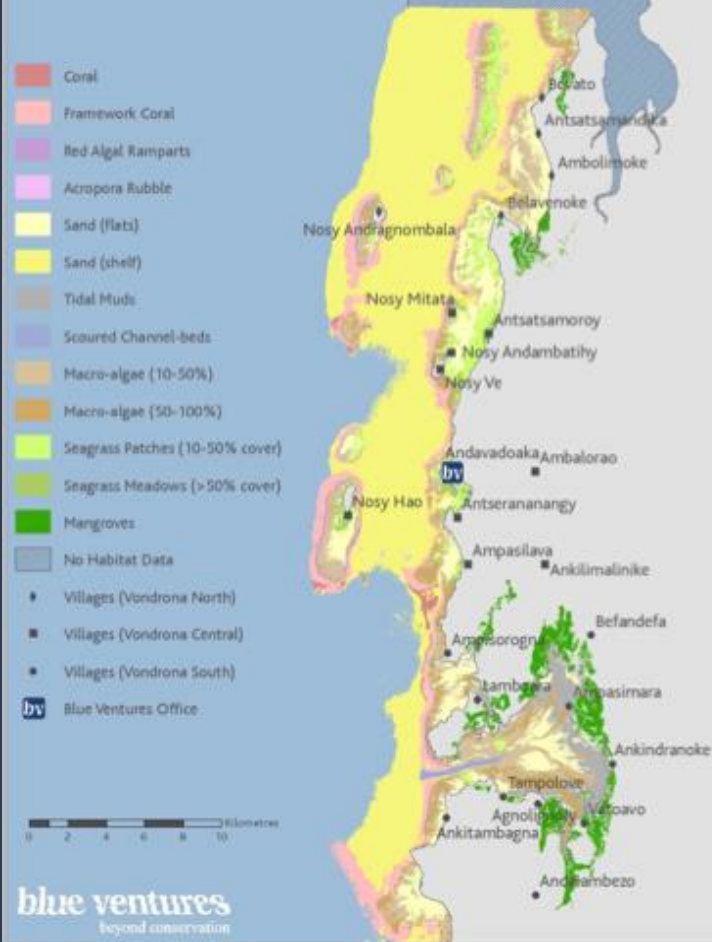 Coral
Framework Coral
Red Algal Ramparts
Acropora Rubble
Sand (flats)
Sand (shelf)
Tidal Muds
Scoured Channel-beds
Macro-algae (10-50%)
Macro-algae (50-100%)
Seagrass Patches (10-50% cover)
Seagrass Meadows (>50% cover)
Mangroves
No Habitat Data
Villages (Vondrona North)
Villages (Vondrona Central)
Villages (Vondrona South)
bv Blue Ventures Office
Kilometres
0 2 4 6 8 10
blue ventures
beyond conservation
Ambolimoke
Belavenoke
Nosy Andragnombala
Nosy Mitata
Antsatsamoroy
Nosy Andambatihy
Nosy Ve
Andavadoaka
Ambalorao
bv
Nosy Hao
Antserananangy
Ampasilava
Ankilimalinike
Befandefa
Ampasimara
Ankindranoke
Tampolove
Ankitambagna